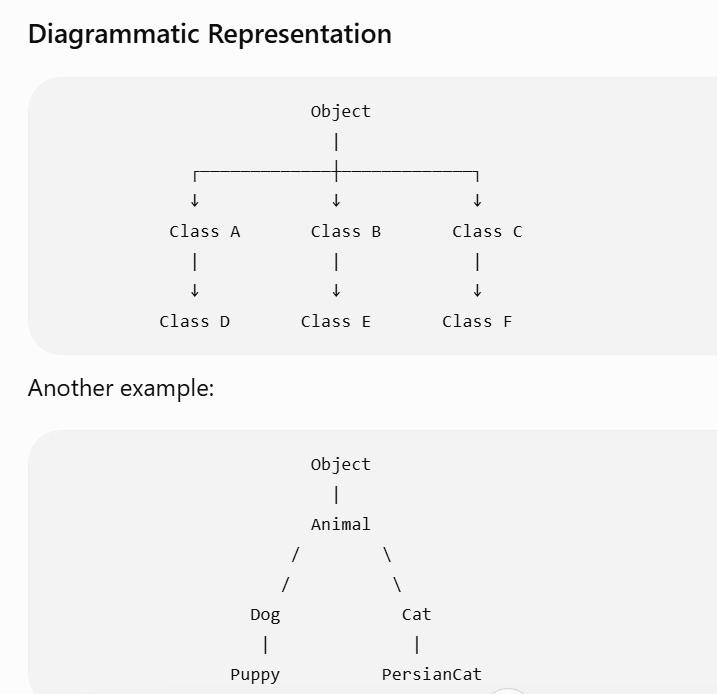 Diagrammatic Representation
Object
|
┌─────────────┼─────────────┐
↓ ↓ ↓
Class A Class B Class C
| | |
↓ ↓ ↓
Class D Class E Class F
Another example:
Object
|
Animal
/ \
/ \
Dog Cat
| |
Puppy PersianCat